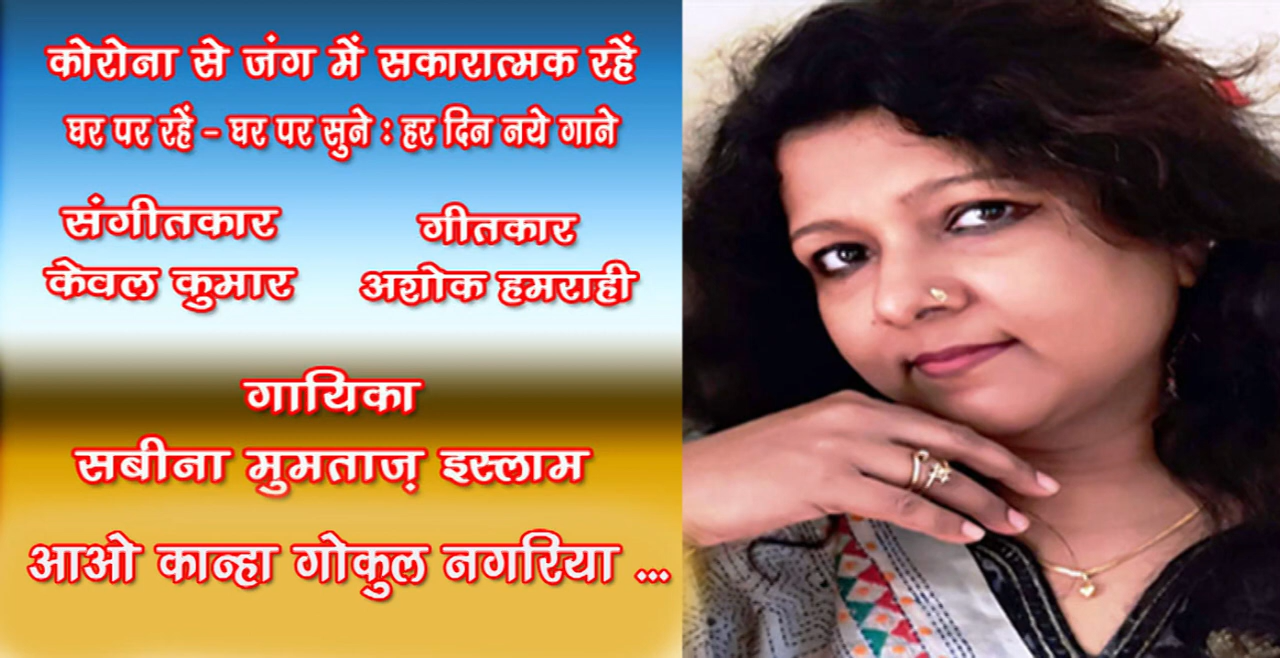 कोरोना से जंग में सकारात्मक रहें
घर पर रहें - घर पर सुने : हर दिन नये गाने
संगीतकार
केवल कुमार
गीतकार
अशोक हमराही
गायिका
सबीना मुमताज़ इस्लाम
आओ कान्हा गोकुल नगरिया ...